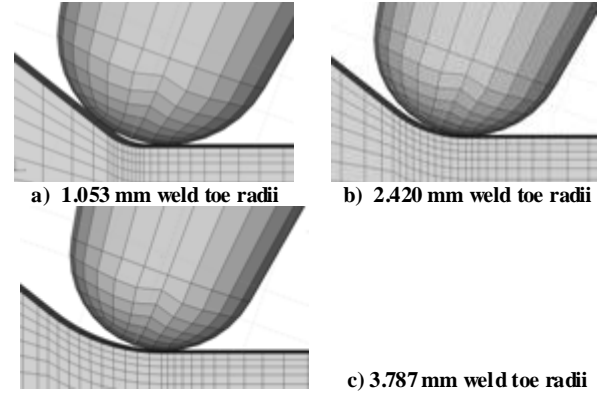 a) 1.053 mm weld toe radii
b) 2.420 mm weld toe radii
c) 3.787 mm weld toe radii